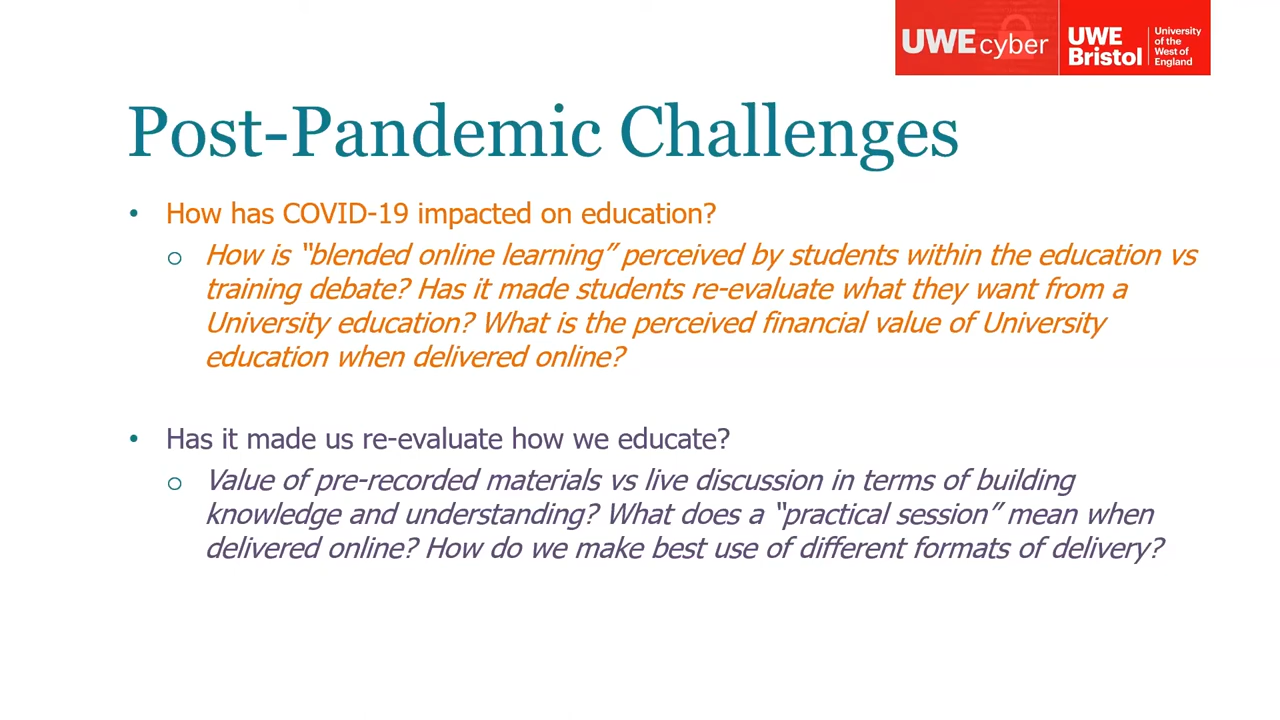 UWEcyber
UWE Bristol
University of the West of England
Post-Pandemic Challenges
• How has COVID-19 impacted on education?
o How is “blended online learning” perceived by students within the education vs
training debate? Has it made students re-evaluate what they want from a
University education? What is the perceived financial value of University
education when delivered online?
• Has it made us re-evaluate how we educate?
o Value of pre-recorded materials vs live discussion in terms of building
knowledge and understanding? What does a “practical session” mean when
delivered online? How do we make best use of different formats of delivery?